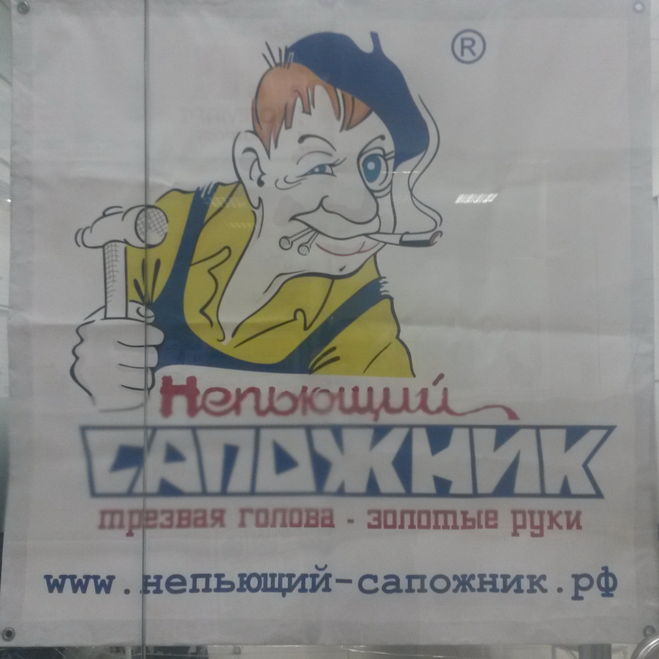 ®
Непьющий
САПОЖНИК
трезвая голова - золотые руки
www.непьющий-сапожник.рф